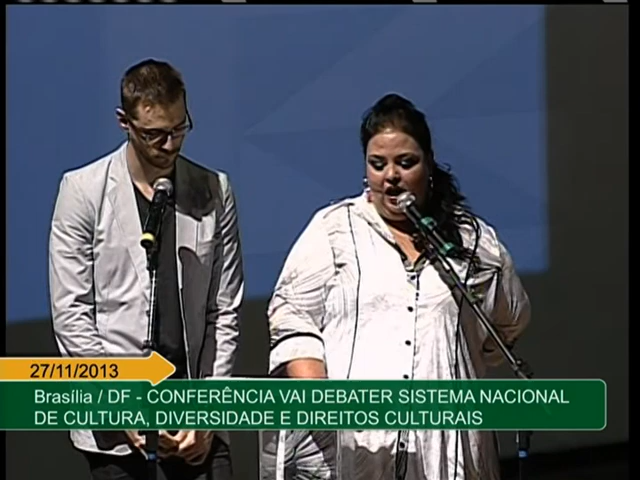 27/11/2013
Brasília / DF - CONFERÊNCIA VAI DEBATER SISTEMA NACIONAL
DE CULTURA, DIVERSIDADE E DIREITOS CULTURAIS